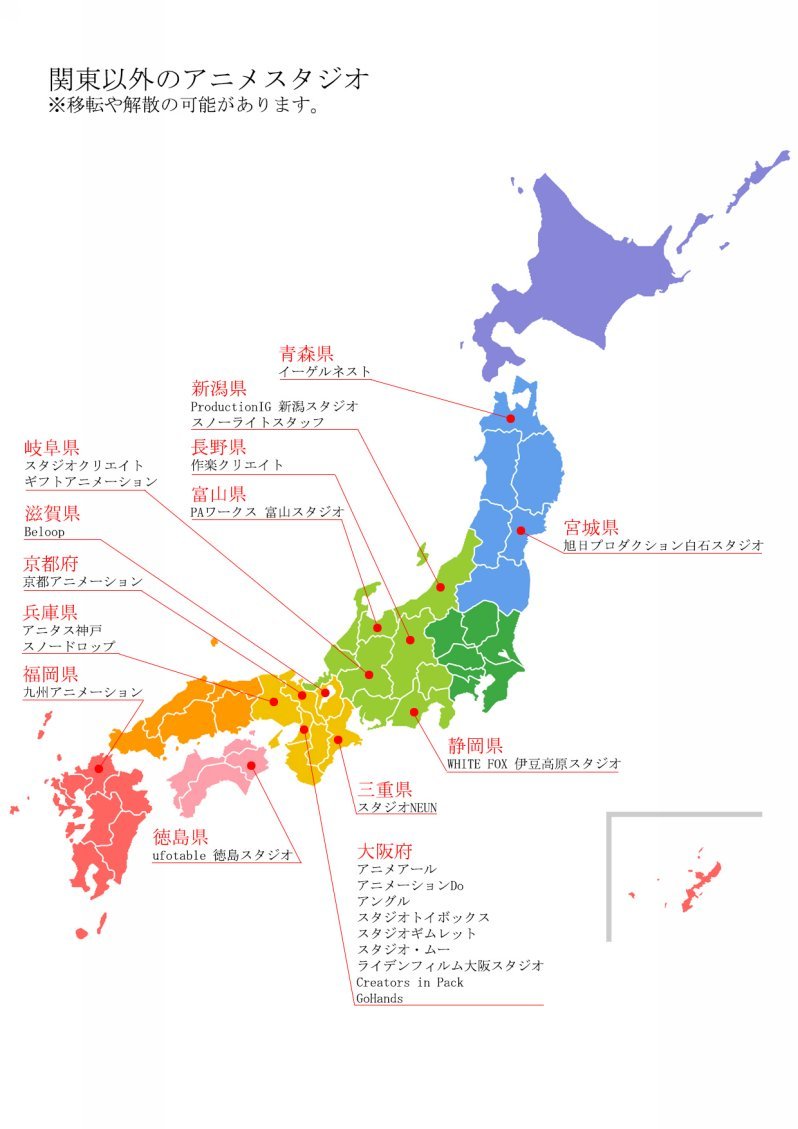 関東以外のアニメスタジオ
※移転や解散の可能があります。
青森県
イーゲルネスト
新潟県
ProductionIG 新潟スタジオ
スノーライトスタッフ
長野県
作楽クリエイト
富山県
PAワークス 富山スタジオ
岐阜県
スタジオクリエイト
ギフトアニメーション
滋賀県
Beloop
京都府
京都アニメーション
兵庫県
アニタス神戸
スノードロップ
福岡県
九州アニメーション
宮城県
旭日プロダクション白石スタジオ
静岡県
WHITE FOX 伊豆高原スタジオ
三重県
スタジオNEUN
徳島県
ufotable 徳島スタジオ
大阪府
アニメアール
アニメーションDo
アングル
スタジオトイボックス
スタジオギムレット
スタジオ・ムー
ライデンフィルム大阪スタジオ
Creators in Pack
GoHands